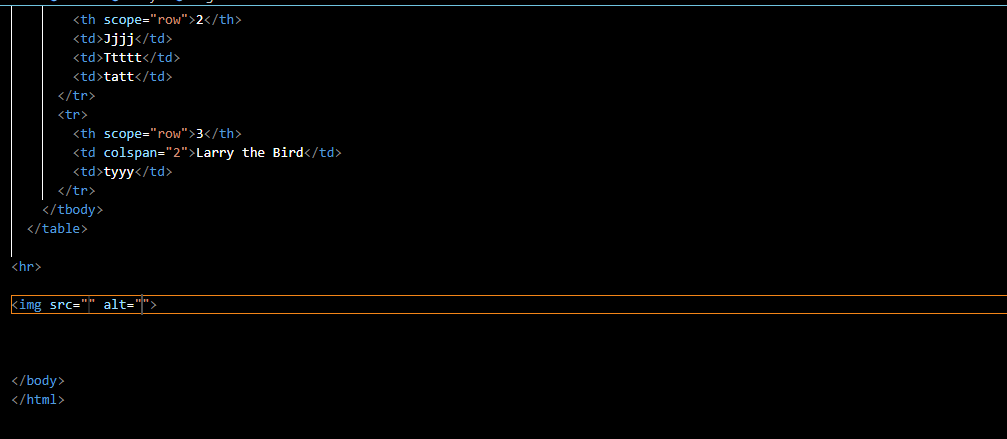 <th scope="row">2</th>
<td>Jjjj</td>
<td>Ttttt</td>
<td>tatt</td>
</tr>
<tr>
<th scope="row">3</th>
<td colspan="2">Larry the Bird</td>
<td>tyyy</td>
</tr>
</tbody>
</table>
<hr>
<img src="" alt="">
</body>
</html>